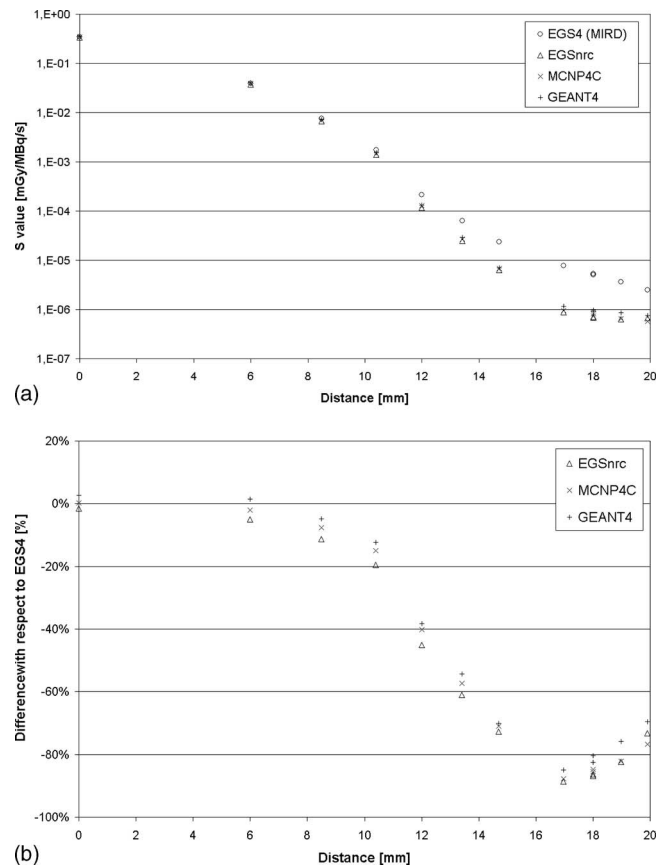 1,E+00
1,E-01
1,E-02
1,E-03
1,E-04
1,E-05
1,E-06
1,E-07
S value [mGy/MBq/s]
EGS4 (MIRD)
EGSnrc
MCNP4C
GEANT4
0 2 4 6 8 10 12 14 16 18 20
Distance [mm]
(a)
20%
0%
-20%
-40%
-60%
-80%
-100%
Differencewith respect to EGS4 [%]
EGSnrc
MCNP4C
GEANT4
0 2 4 6 8 10 12 14 16 18 20
Distance [mm]
(b)